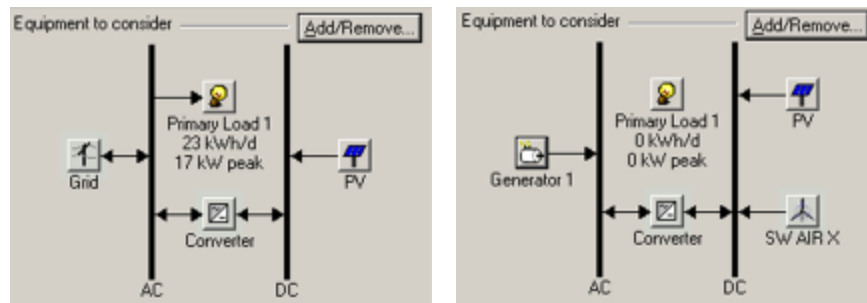 Equipment to consider
Add/Remove...
Primary Load 1
23 kWh/d
17 kW peak
Grid
PV
Converter
AC
DC
Equipment to consider
Add/Remove...
Primary Load 1
0 kWh/d
0 kW peak
PV
Generator 1
Converter
SW AIR X
AC
DC